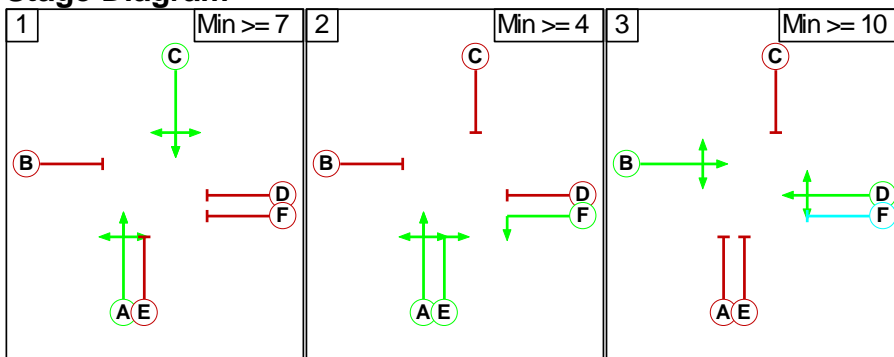 Stage Diagram
1 Min >= 7 2 Min >= 4 3 Min >= 10
C C C
B B B
D D D
F F F
A E A E A E